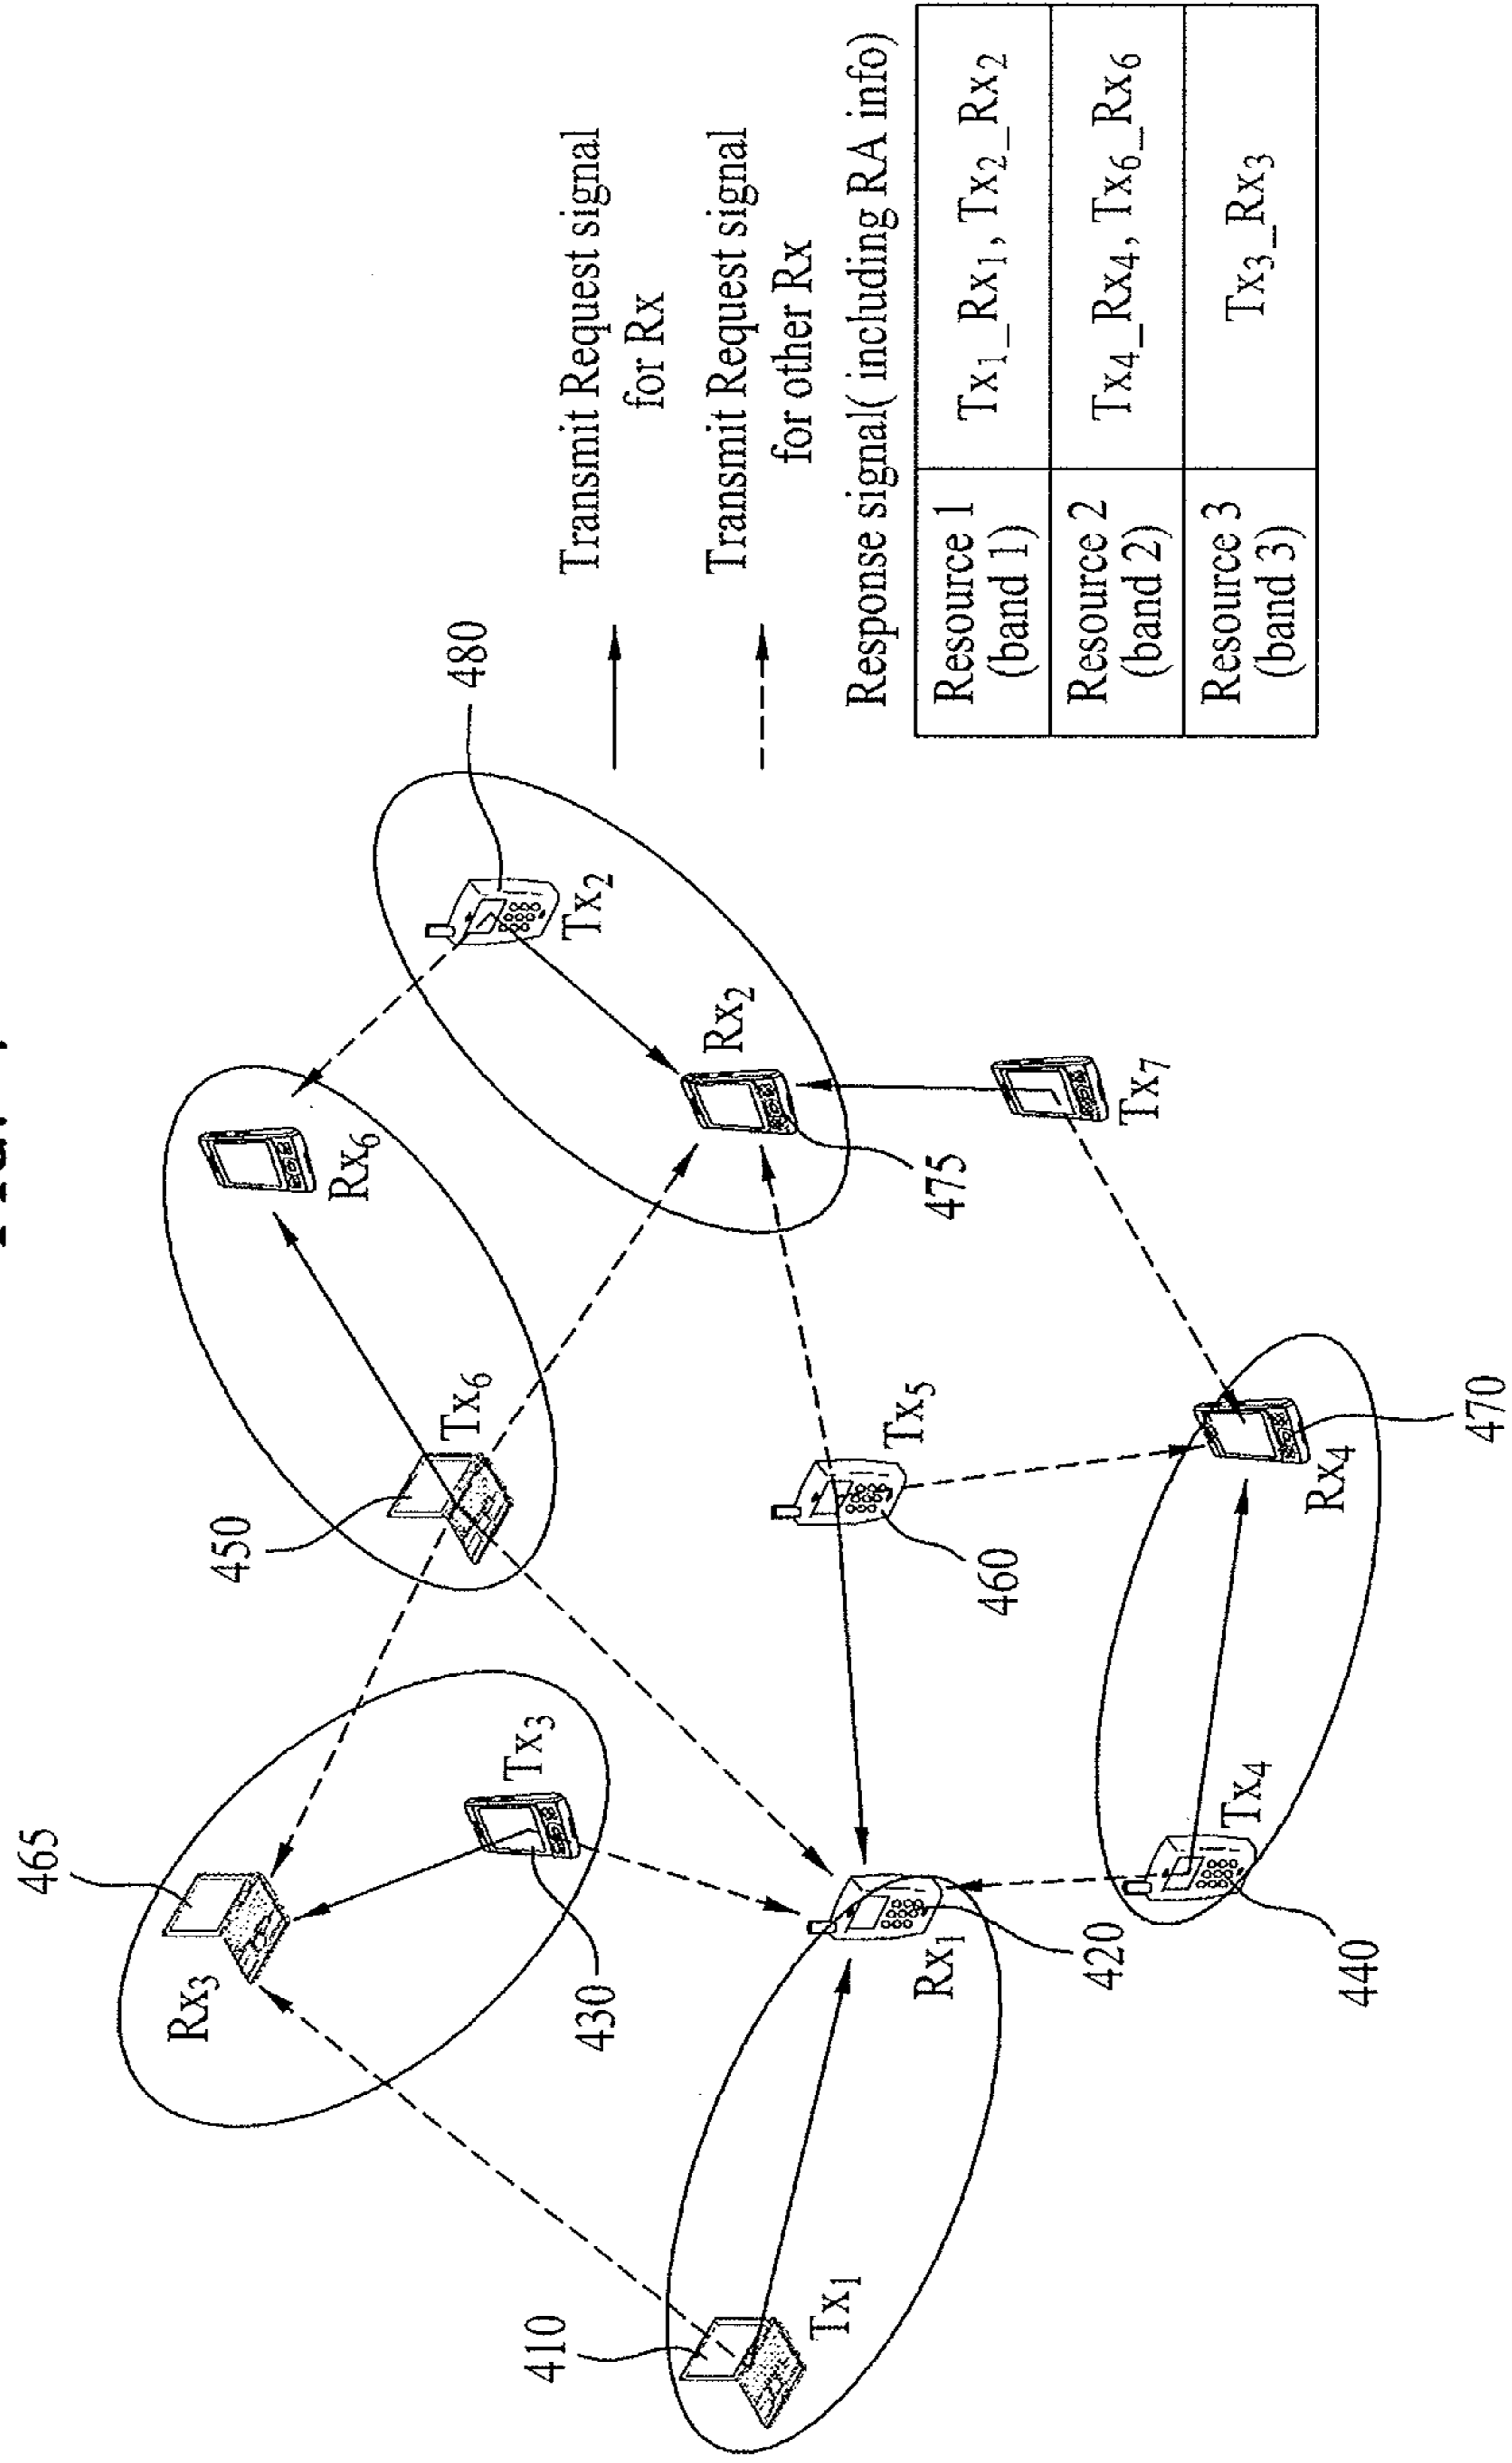 465
Rx3
Tx3
430
450
Tx6
Rx6
480
Tx2
Rx2
475
410
Tx1
Rx1
420
Tx5
460
Tx7
Tx4
440
Rx4
470
Transmit Request signal
for Rx
Transmit Request signal
for other Rx
Response signal( including RA info)
Resource 1
(band 1)
Tx1_Rx1, Tx2_Rx2
Resource 2
(band 2)
Tx4_Rx4, Tx6_Rx6
Resource 3
(band 3)
Tx3_Rx3